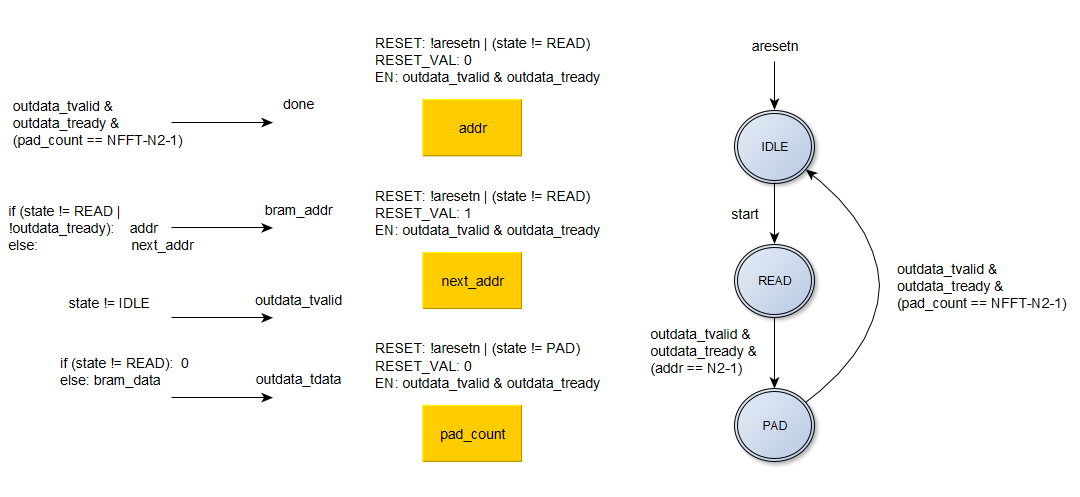 outdata_tvalid &
outdata_tready &
(pad_count == NFFT-N2-1)
done
if (state != READ |
!outdata_tready): addr
else: next_addr
bram_addr
state != IDLE
outdata_tvalid
if (state != READ): 0
else: bram_data
outdata_tdata
RESET: !aresetn | (state != READ)
RESET_VAL: 0
EN: outdata_tvalid & outdata_tready
addr
RESET: !aresetn | (state != READ)
RESET_VAL: 1
EN: outdata_tvalid & outdata_tready
next_addr
RESET: !aresetn | (state != PAD)
RESET_VAL: 0
EN: outdata_tvalid & outdata_tready
pad_count
aresetn
IDLE
start
READ
outdata_tvalid &
outdata_tready &
(addr == N2-1)
PAD
outdata_tvalid &
outdata_tready &
(pad_count == NFFT-N2-1)